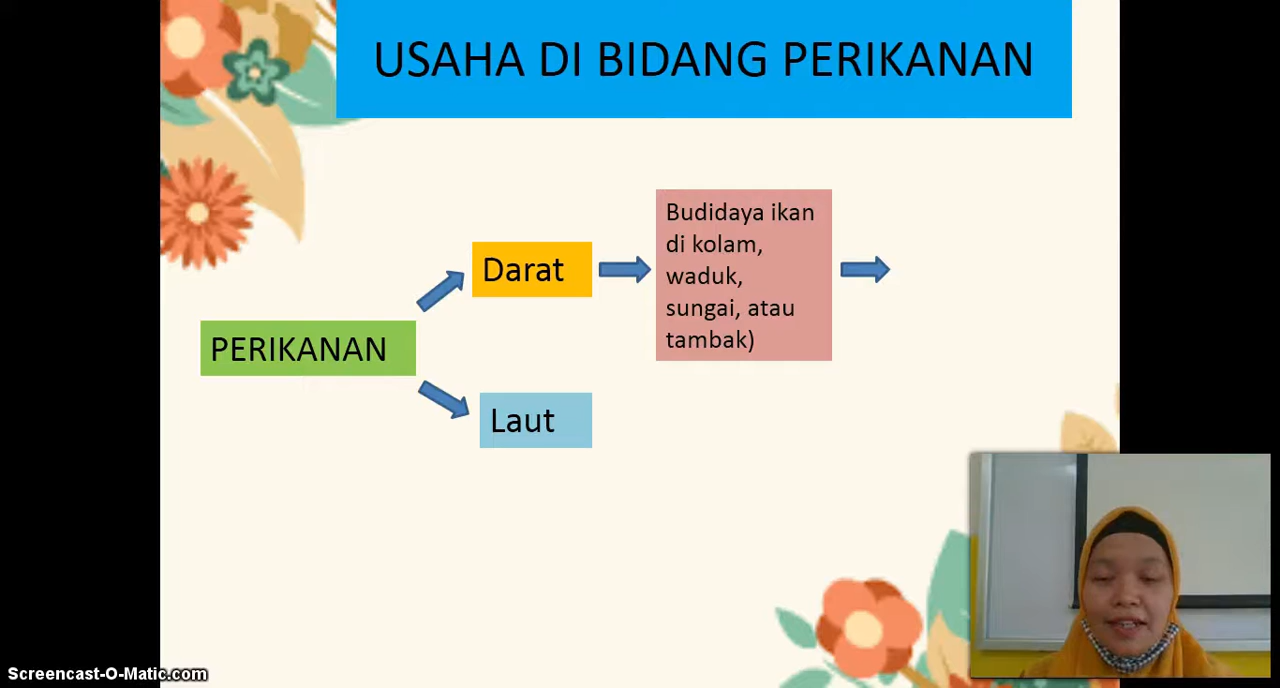 USAHA DI BIDANG PERIKANAN
Budidaya ikan
di kolam,
waduk,
sungai, atau
tambak)
Darat
PERIKANAN
Laut
Screencast-O-Matic.com